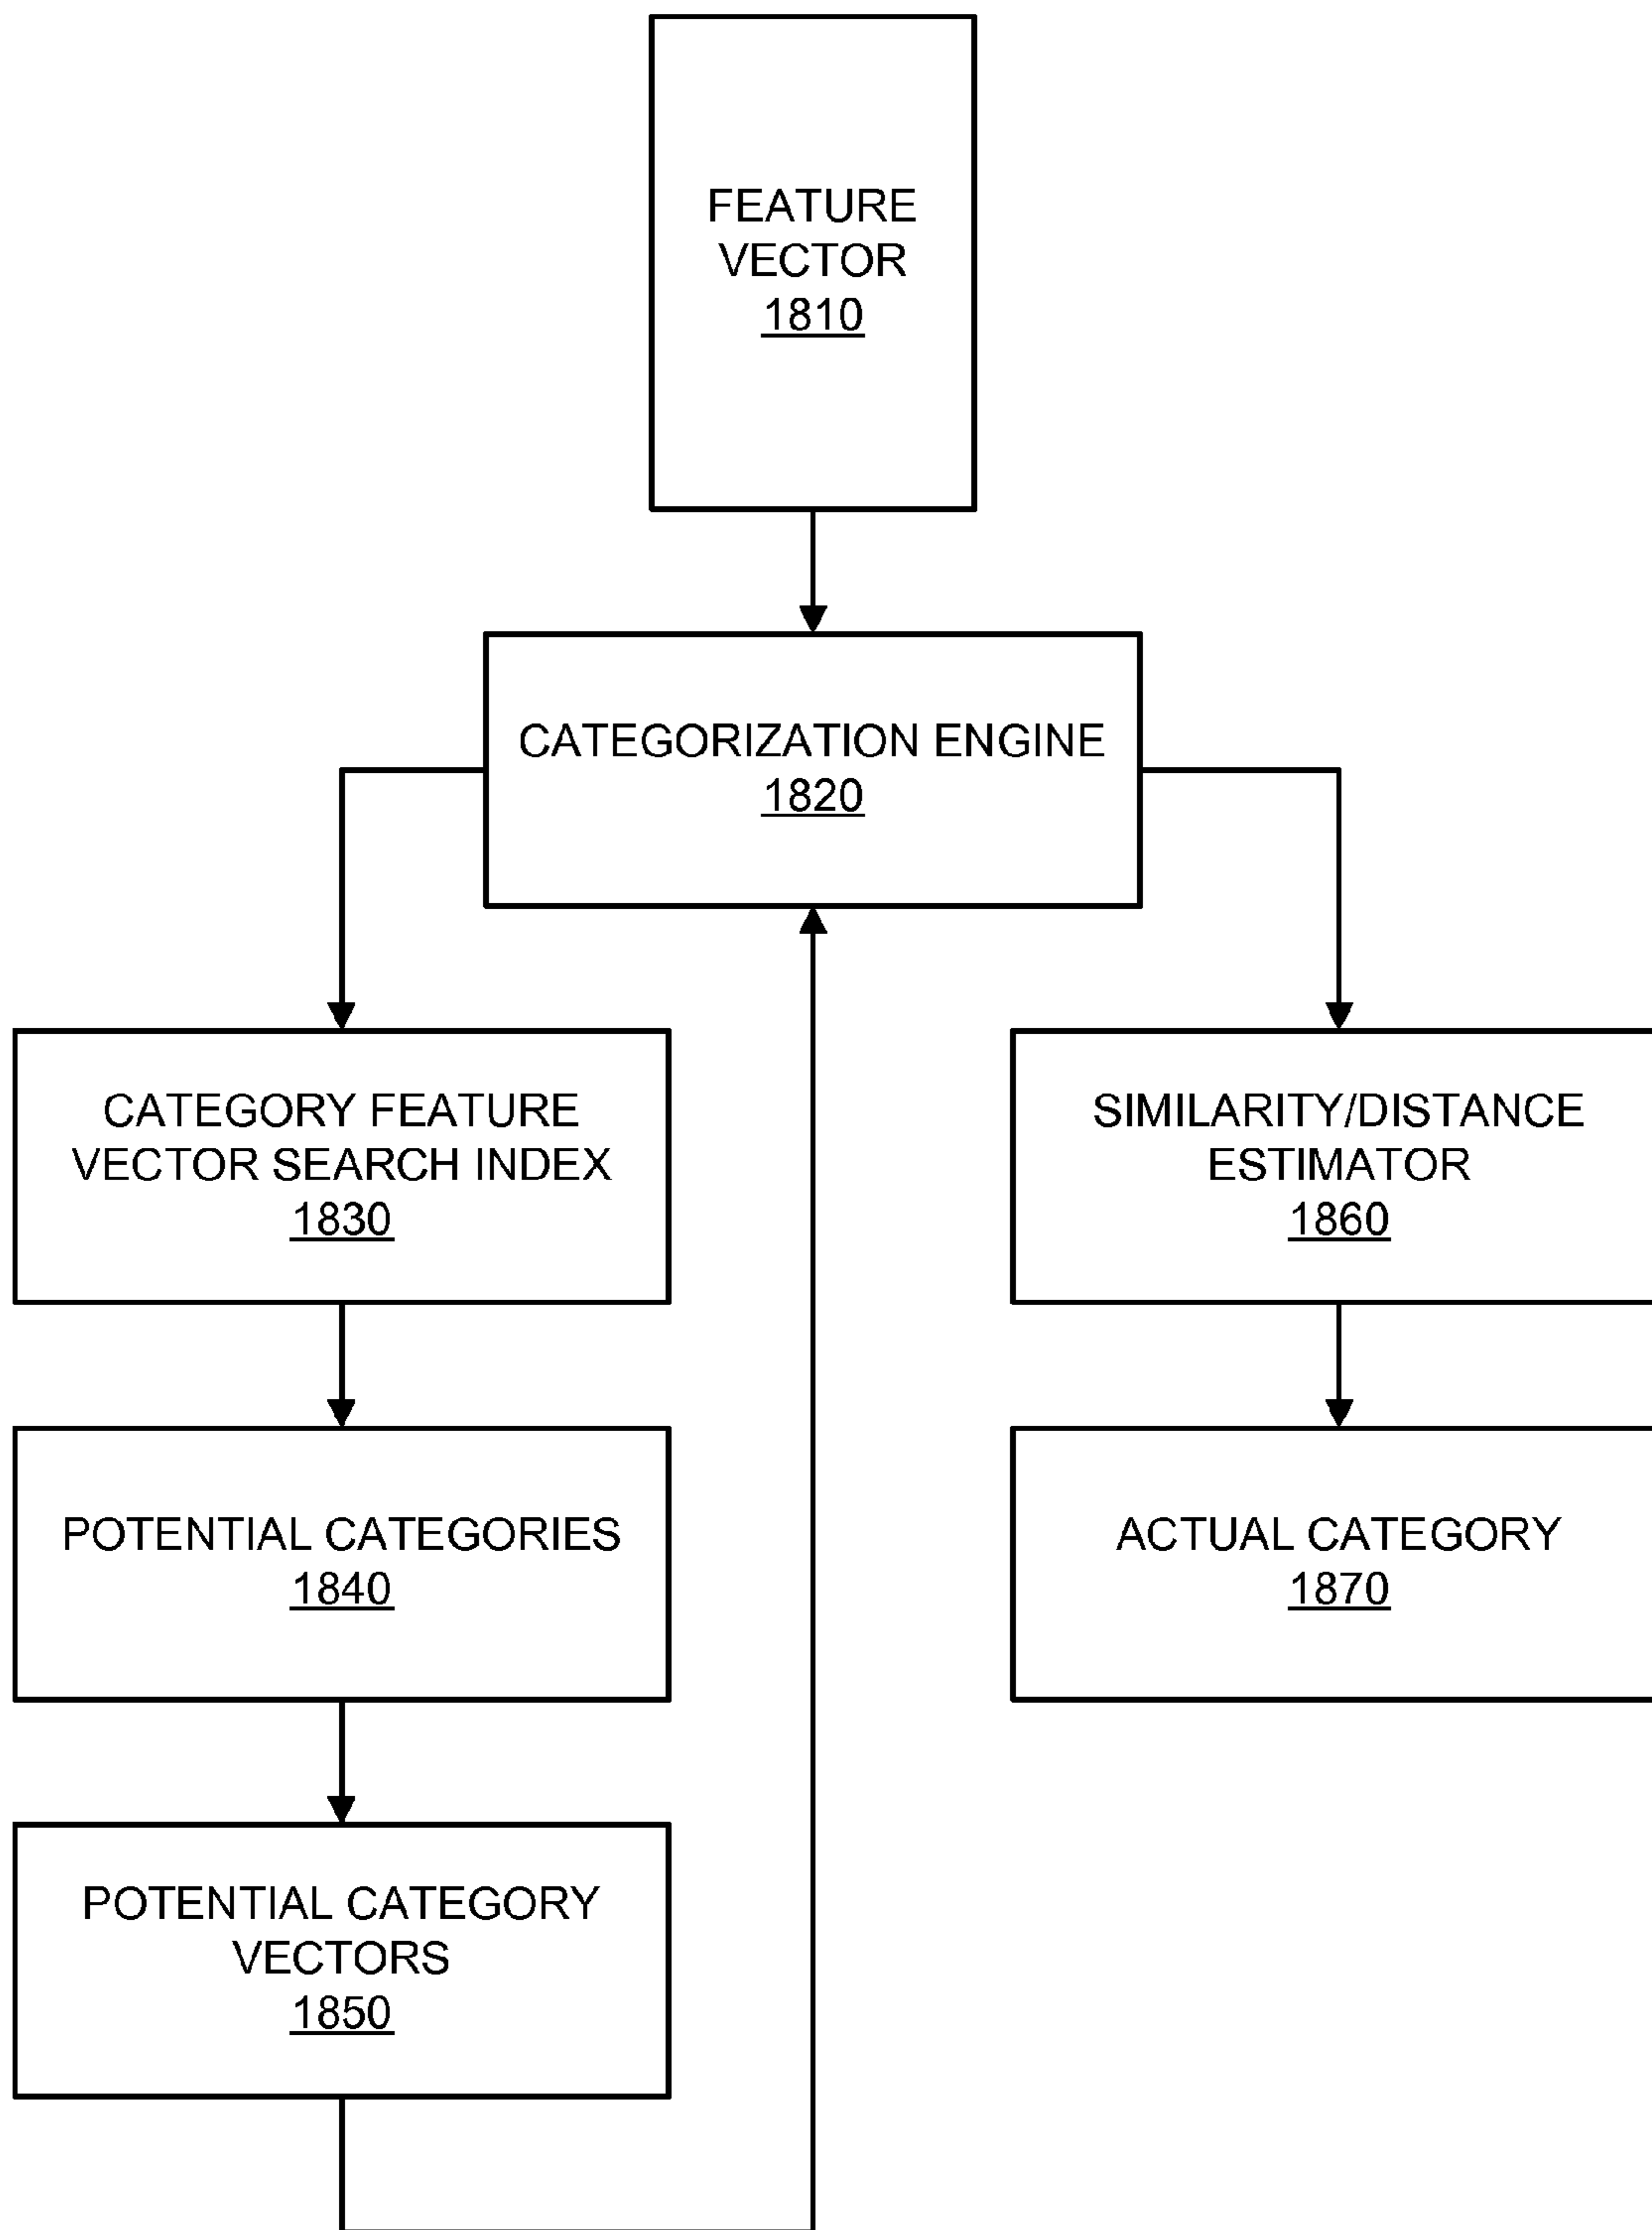 FEATURE
VECTOR
1810
CATEGORIZATION ENGINE
1820
CATEGORY FEATURE
VECTOR SEARCH INDEX
1830
SIMILARITY/DISTANCE
ESTIMATOR
1860
POTENTIAL CATEGORIES
1840
ACTUAL CATEGORY
1870
POTENTIAL CATEGORY
VECTORS
1850